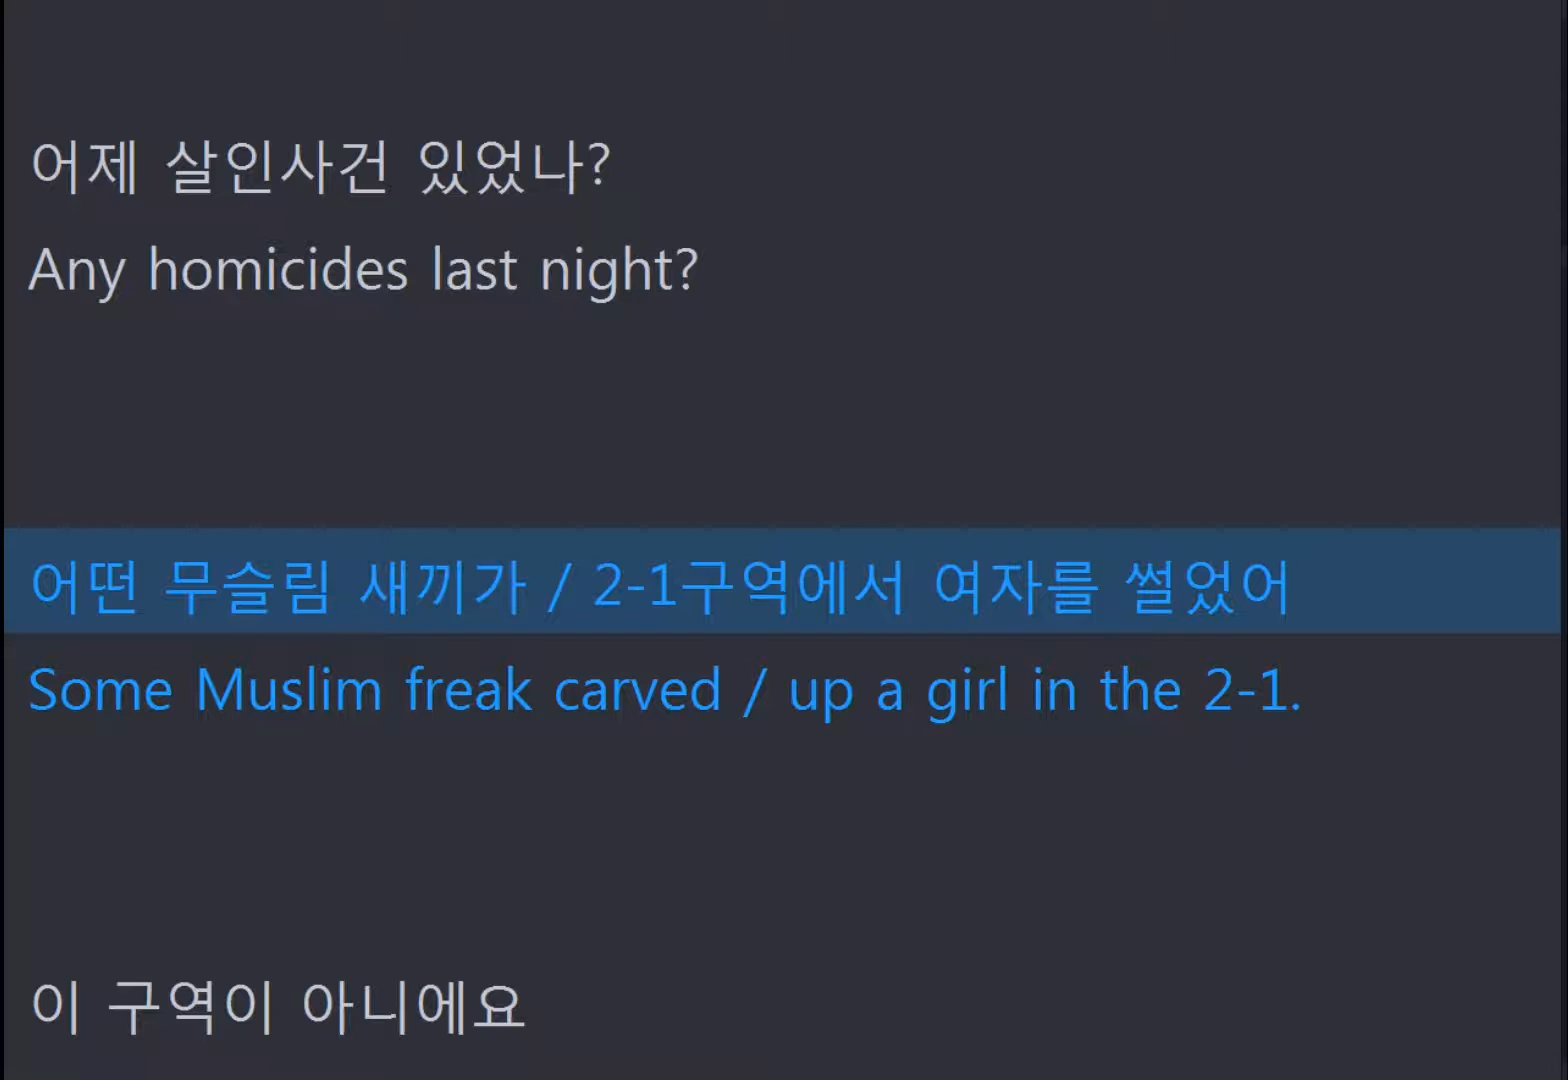 어제 살인사건 있었나?
Any homicides last night?
어떤 무슬림 새끼가 / 2-1구역에서 여자를 썰었어
Some Muslim freak carved / up a girl in the 2-1.
이 구역이 아니에요